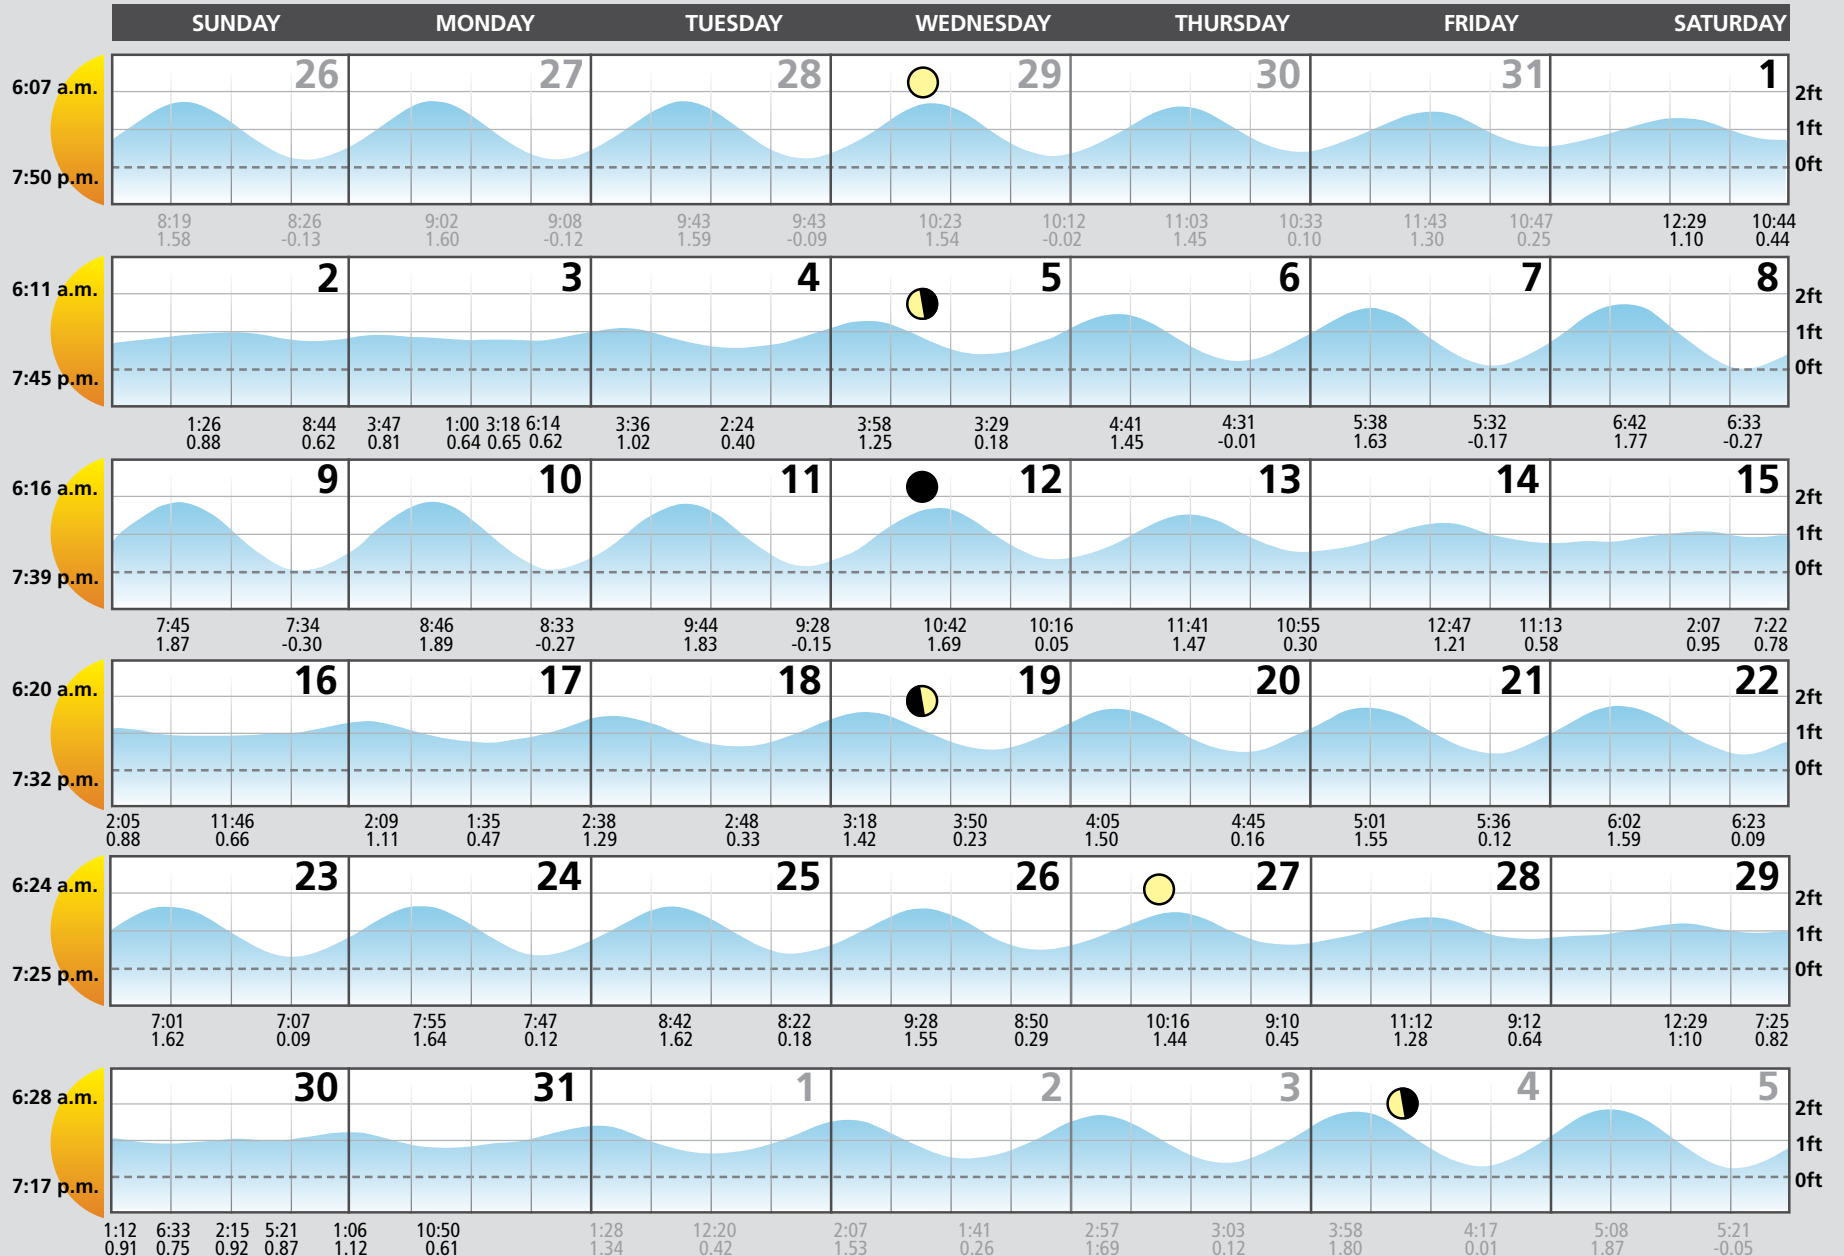 SUNDAY MONDAY TUESDAY WEDNESDAY THURSDAY FRIDAY SATURDAY
26 27 28 29 30 31 1
6:07 a.m.
7:50 p.m.
2ft
1ft
0ft
8:19 8:26 9:02 9:08 9:43 9:43 10:23 10:12 11:03 10:33 11:43 10:47 12:29 10:44
1.58 -0.13 1.60 -0.12 1.59 -0.09 1.54 -0.02 1.45 0.10 1.30 0.25 1.10 0.44
2 3 4 5 6 7 8
6:11 a.m.
7:45 p.m.
2ft
1ft
0ft
1:26 8:44 3:47 1:00 3:18 6:14 3:36 2:24 3:58 3:29 4:41 4:31 5:38 5:32 6:42 6:33
0.88 0.62 0.81 0.64 0.65 0.62 1.02 0.40 1.25 0.18 1.45 -0.01 1.63 -0.17 1.77 -0.27
9 10 11 12 13 14 15
6:16 a.m.
7:39 p.m.
2ft
1ft
0ft
7:45 7:34 8:46 8:33 9:44 9:28 10:42 10:16 11:41 10:55 12:47 11:13 2:07 7:22
1.87 -0.30 1.89 -0.27 1.83 -0.15 1.69 0.05 1.47 0.30 1.21 0.58 0.95 0.78
16 17 18 19 20 21 22
6:20 a.m.
7:32 p.m.
2ft
1ft
0ft
2:05 11:46 2:09 1:35 2:38 2:48 3:18 3:50 4:05 4:45 5:01 5:36 6:02 6:23
0.88 0.66 1.11 0.47 1.29 0.33 1.42 0.23 1.50 0.16 1.55 0.12 1.59 0.09
23 24 25 26 27 28 29
6:24 a.m.
7:25 p.m.
2ft
1ft
0ft
7:01 7:07 7:55 7:47 8:42 8:22 9:28 8:50 10:16 9:10 11:12 9:12 12:29 7:25
1.62 0.09 1.64 0.12 1.62 0.18 1.55 0.29 1.44 0.45 1.28 0.64 1:10 0.82
30 31 1 2 3 4 5
6:28 a.m.
7:17 p.m.
2ft
1ft
0ft
1:12 6:33 2:15 5:21 1:06 10:50 1:28 12:20 2:07 1:41 2:57 3:03 3:58 4:17 5:08 5:21
0.91 0.75 0.92 0.87 1.12 0.61 1.34 0.42 1.53 0.26 1.69 0.12 1.80 0.01 1.87 -0.05